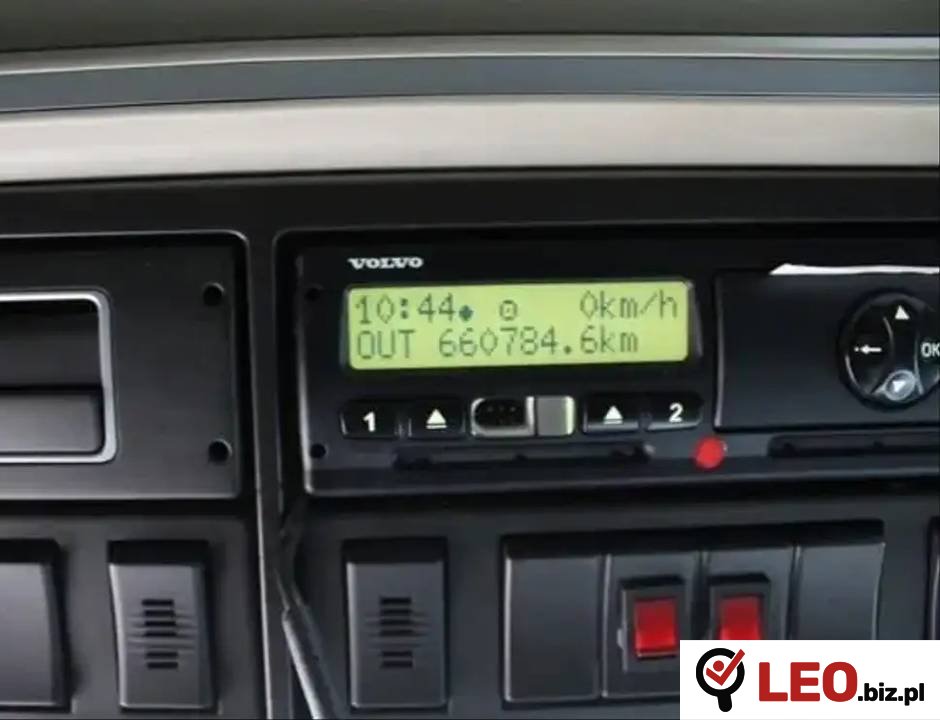 VOLVO
10:44 0km/h
OUT 660784.6km
1 2
OK
LEO.biz.pl